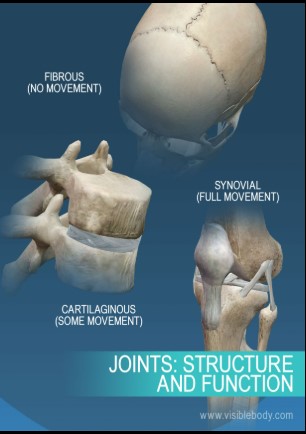 FIBROUS
(NO MOVEMENT)
SYNOVIAL
(FULL MOVEMENT)
CARTILAGINOUS
(SOME MOVEMENT)
JOINTS: STRUCTURE
AND FUNCTION
www.visiblebody.com